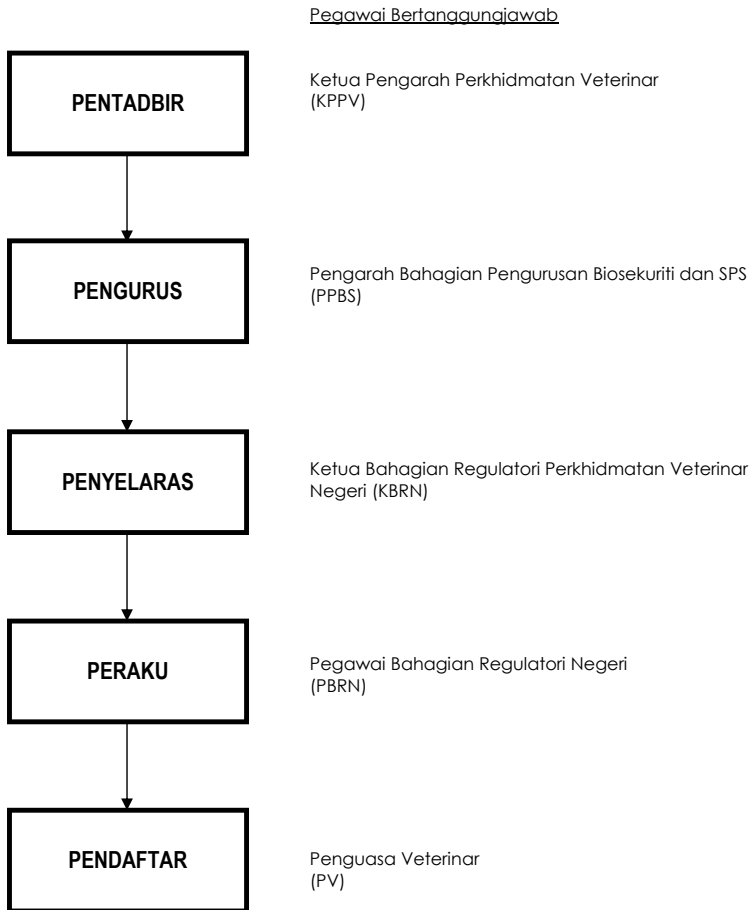 Pegawai Bertanggungjawab
PENTADBIR
Ketua Pengarah Perkhidmatan Veterinar
(KPPV)
PENGURUS
Pengarah Bahagian Pengurusan Biosekuriti dan SPS
(PPBS)
PENYELARAS
Ketua Bahagian Regulatori Perkhidmatan Veterinar
Negeri (KBRN)
PERAKU
Pegawai Bahagian Regulatori Negeri
(PBRN)
PENDAFTAR
Penguasa Veterinar
(PV)